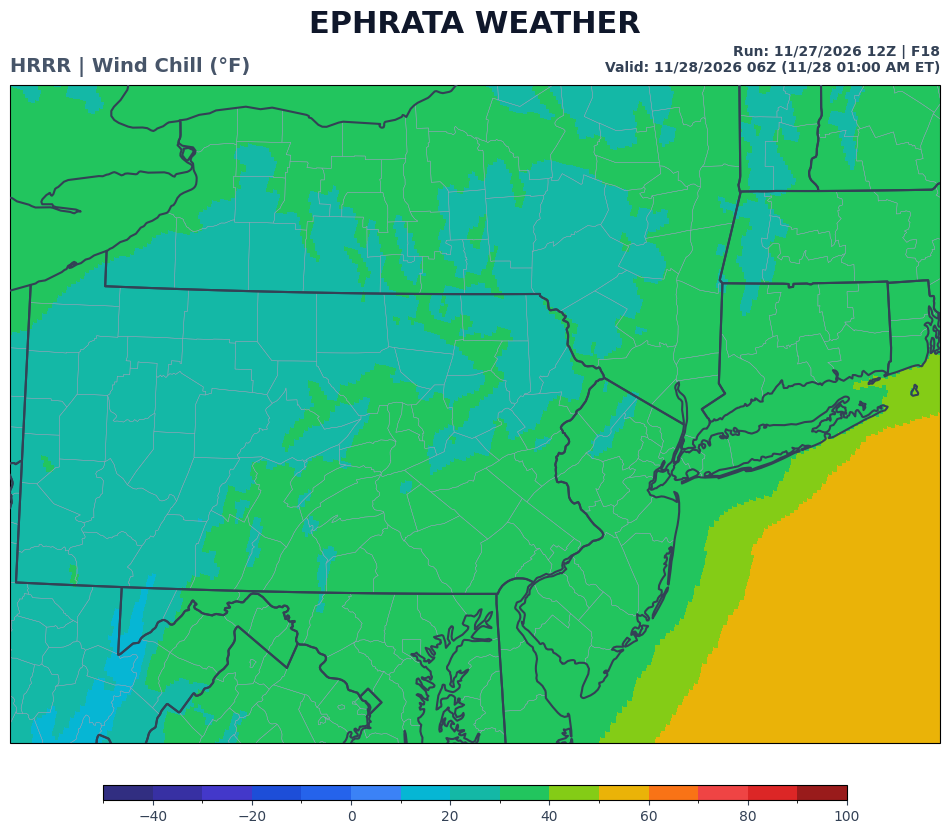 EPHRATA WEATHER
HRRR | Wind Chill (°F)
Run: 11/27/2026 12Z | F18
Valid: 11/28/2026 06Z (11/28 01:00 AM ET)
−40 −20 0 20 40 60 80 100